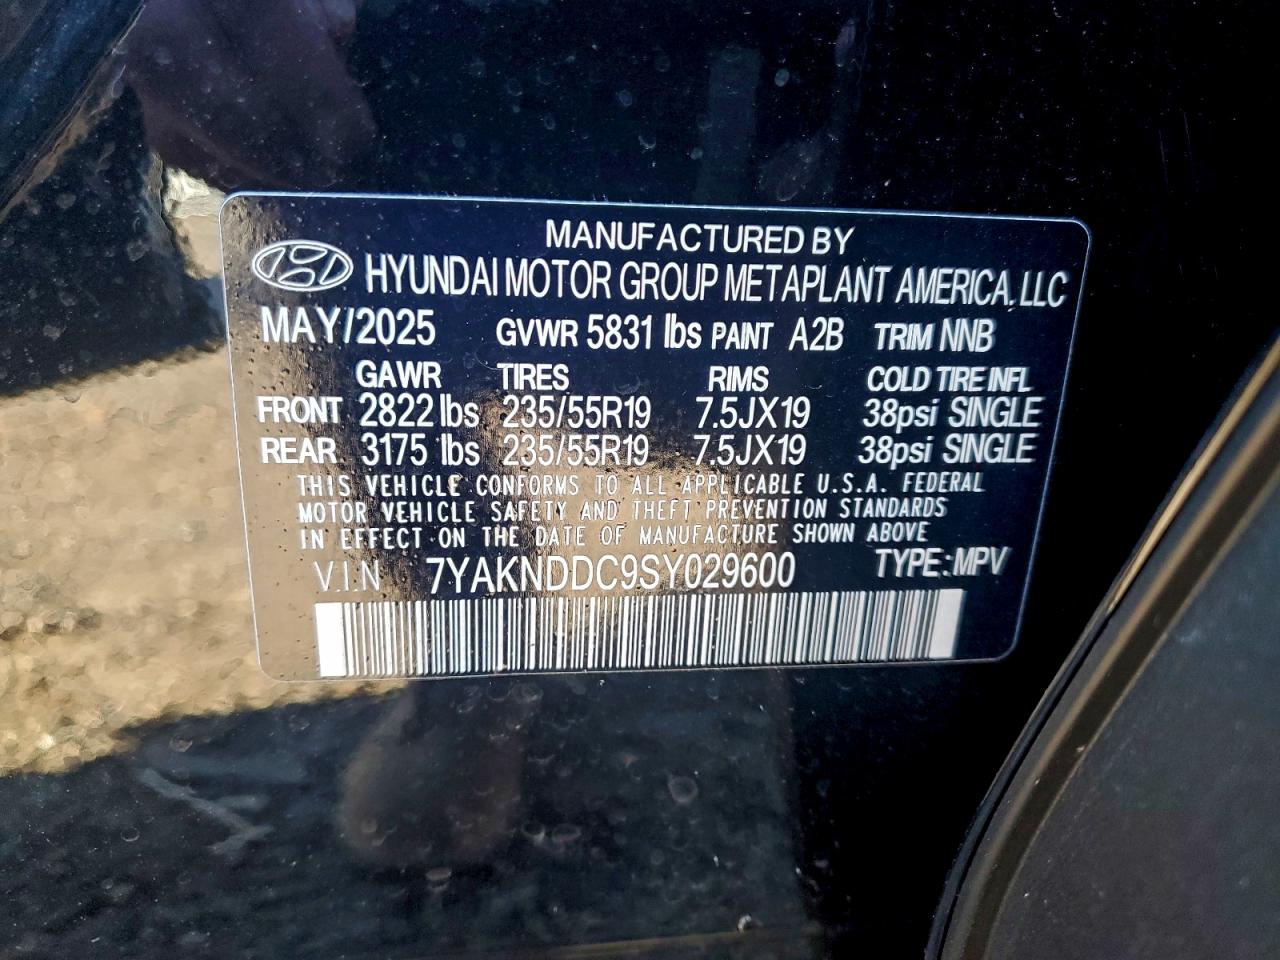 MANUFACTURED BY
HYUNDAI MOTOR GROUP METAPLANT AMERICA, LLC
MAY/2025 GVWR 5831 lbs PAINT A2B TRIM NNB
GAWR TIRES RIMS COLD TIRE INFL
FRONT 2822 lbs 235/55R19 7.5JX19 38psi SINGLE
REAR 3175 lbs 235/55R19 7.5JX19 38psi SINGLE
THIS VEHICLE CONFORMS TO ALL APPLICABLE U.S.A. FEDERAL
MOTOR VEHICLE SAFETY AND THEFT PREVENTION STANDARDS
IN EFFECT ON THE DATE OF MANUFACTURE SHOWN ABOVE
V.I.N 7YAKNDDC9SY029600 TYPE:MPV